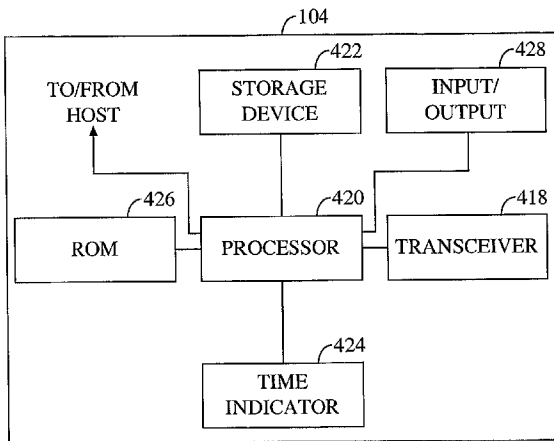 104
422
428
TO/FROM
HOST
STORAGE
DEVICE
INPUT/
OUTPUT
426
420
418
ROM
PROCESSOR
TRANSCEIVER
424
TIME
INDICATOR